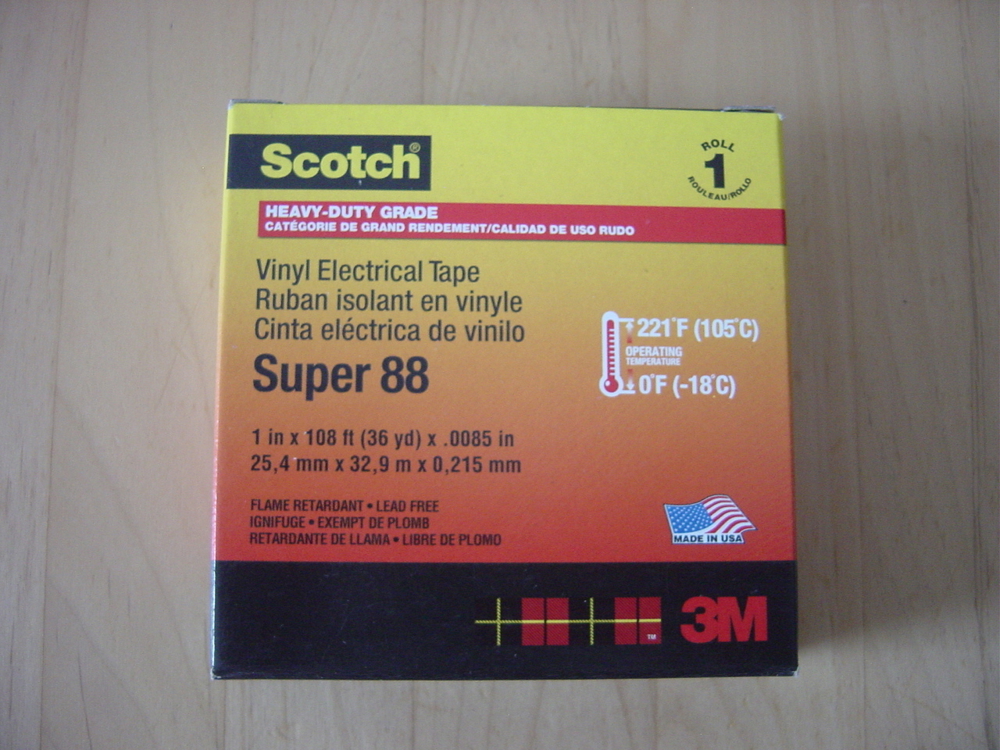 Scotch®
ROLL
1
ROULEAU/ROLLO
HEAVY-DUTY GRADE
CATÉGORIE DE GRAND RENDEMENT/CALIDAD DE USO RUDO
Vinyl Electrical Tape
Ruban isolant en vinyle
Cinta eléctrica de vinilo
Super 88
221°F (105°C)
OPERATING
TEMPERATURE
0°F (-18°C)
1 in x 108 ft (36 yd) x .0085 in
25,4 mm x 32,9 m x 0,215 mm
FLAME RETARDANT • LEAD FREE
IGNIFUGE • EXEMPT DE PLOMB
RETARDANTE DE LLAMA • LIBRE DE PLOMO
MADE IN USA
TM
3M